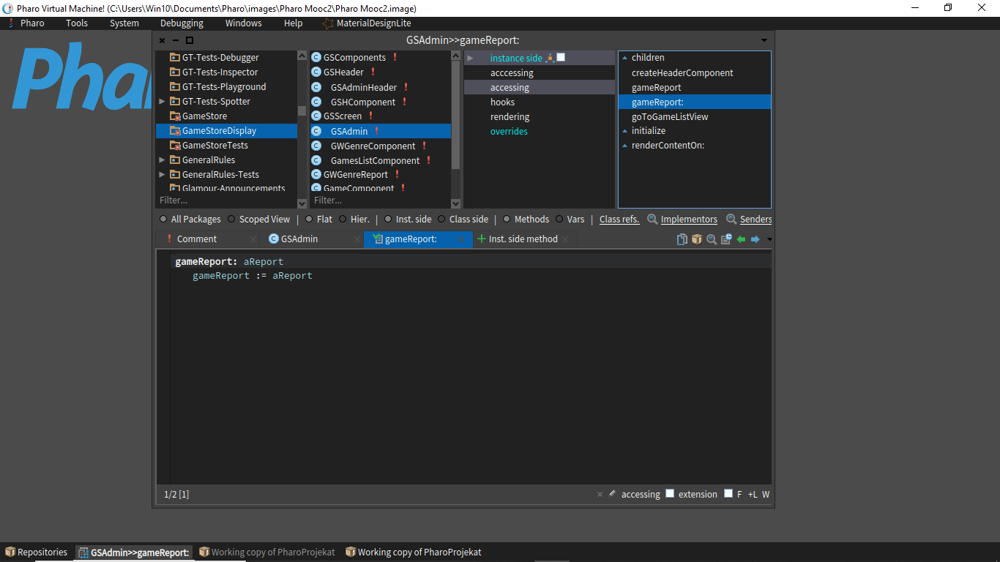 Pharo Virtual Machine! (C:\Users\Win10\Documents\Pharo\images\Pharo Mooc2\Pharo Mooc2.image)
Pharo Tools System Debugging Windows Help MaterialDesignLite
GSAdmin>>gameReport:
GT-Tests-Debugger
GT-Tests-Inspector
GT-Tests-Playground
GT-Tests-Spotter
GameStore
GameStoreDisplay
GameStoreTests
GeneralRules
GeneralRules-Tests
Glamour-Announcements
Filter...
GSComponents
GSHeader
GSAdminHeader
GSHComponent
GSScreen
GSAdmin
GWGenreComponent
GamesListComponent
GWGenreReport
GameComponent
Filter...
instance side
acccessing
accessing
hooks
rendering
overrides
children
createHeaderComponent
gameReport
gameReport:
goToGameListView
initialize
renderContentOn:
All Packages Scoped View | Flat Hier. | Inst. side Class side | Methods Vars | Class refs. Implementors Senders
Comment GSAdmin gameReport: Inst. side method
gameReport: aReport
gameReport := aReport
1/2 [1] accessing extension F +L W
Repositories GSAdmin>>gameReport: Working copy of PharoProjekat Working copy of PharoProjekat